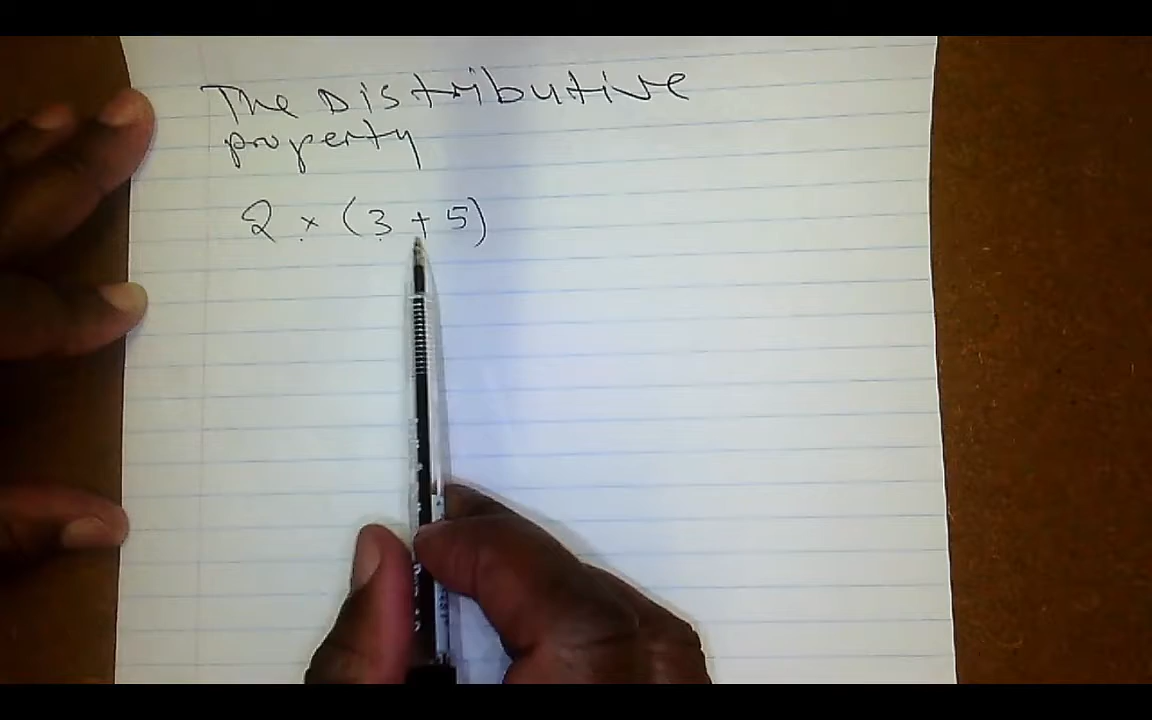 The Distributive
property
2 × (3 + 5)